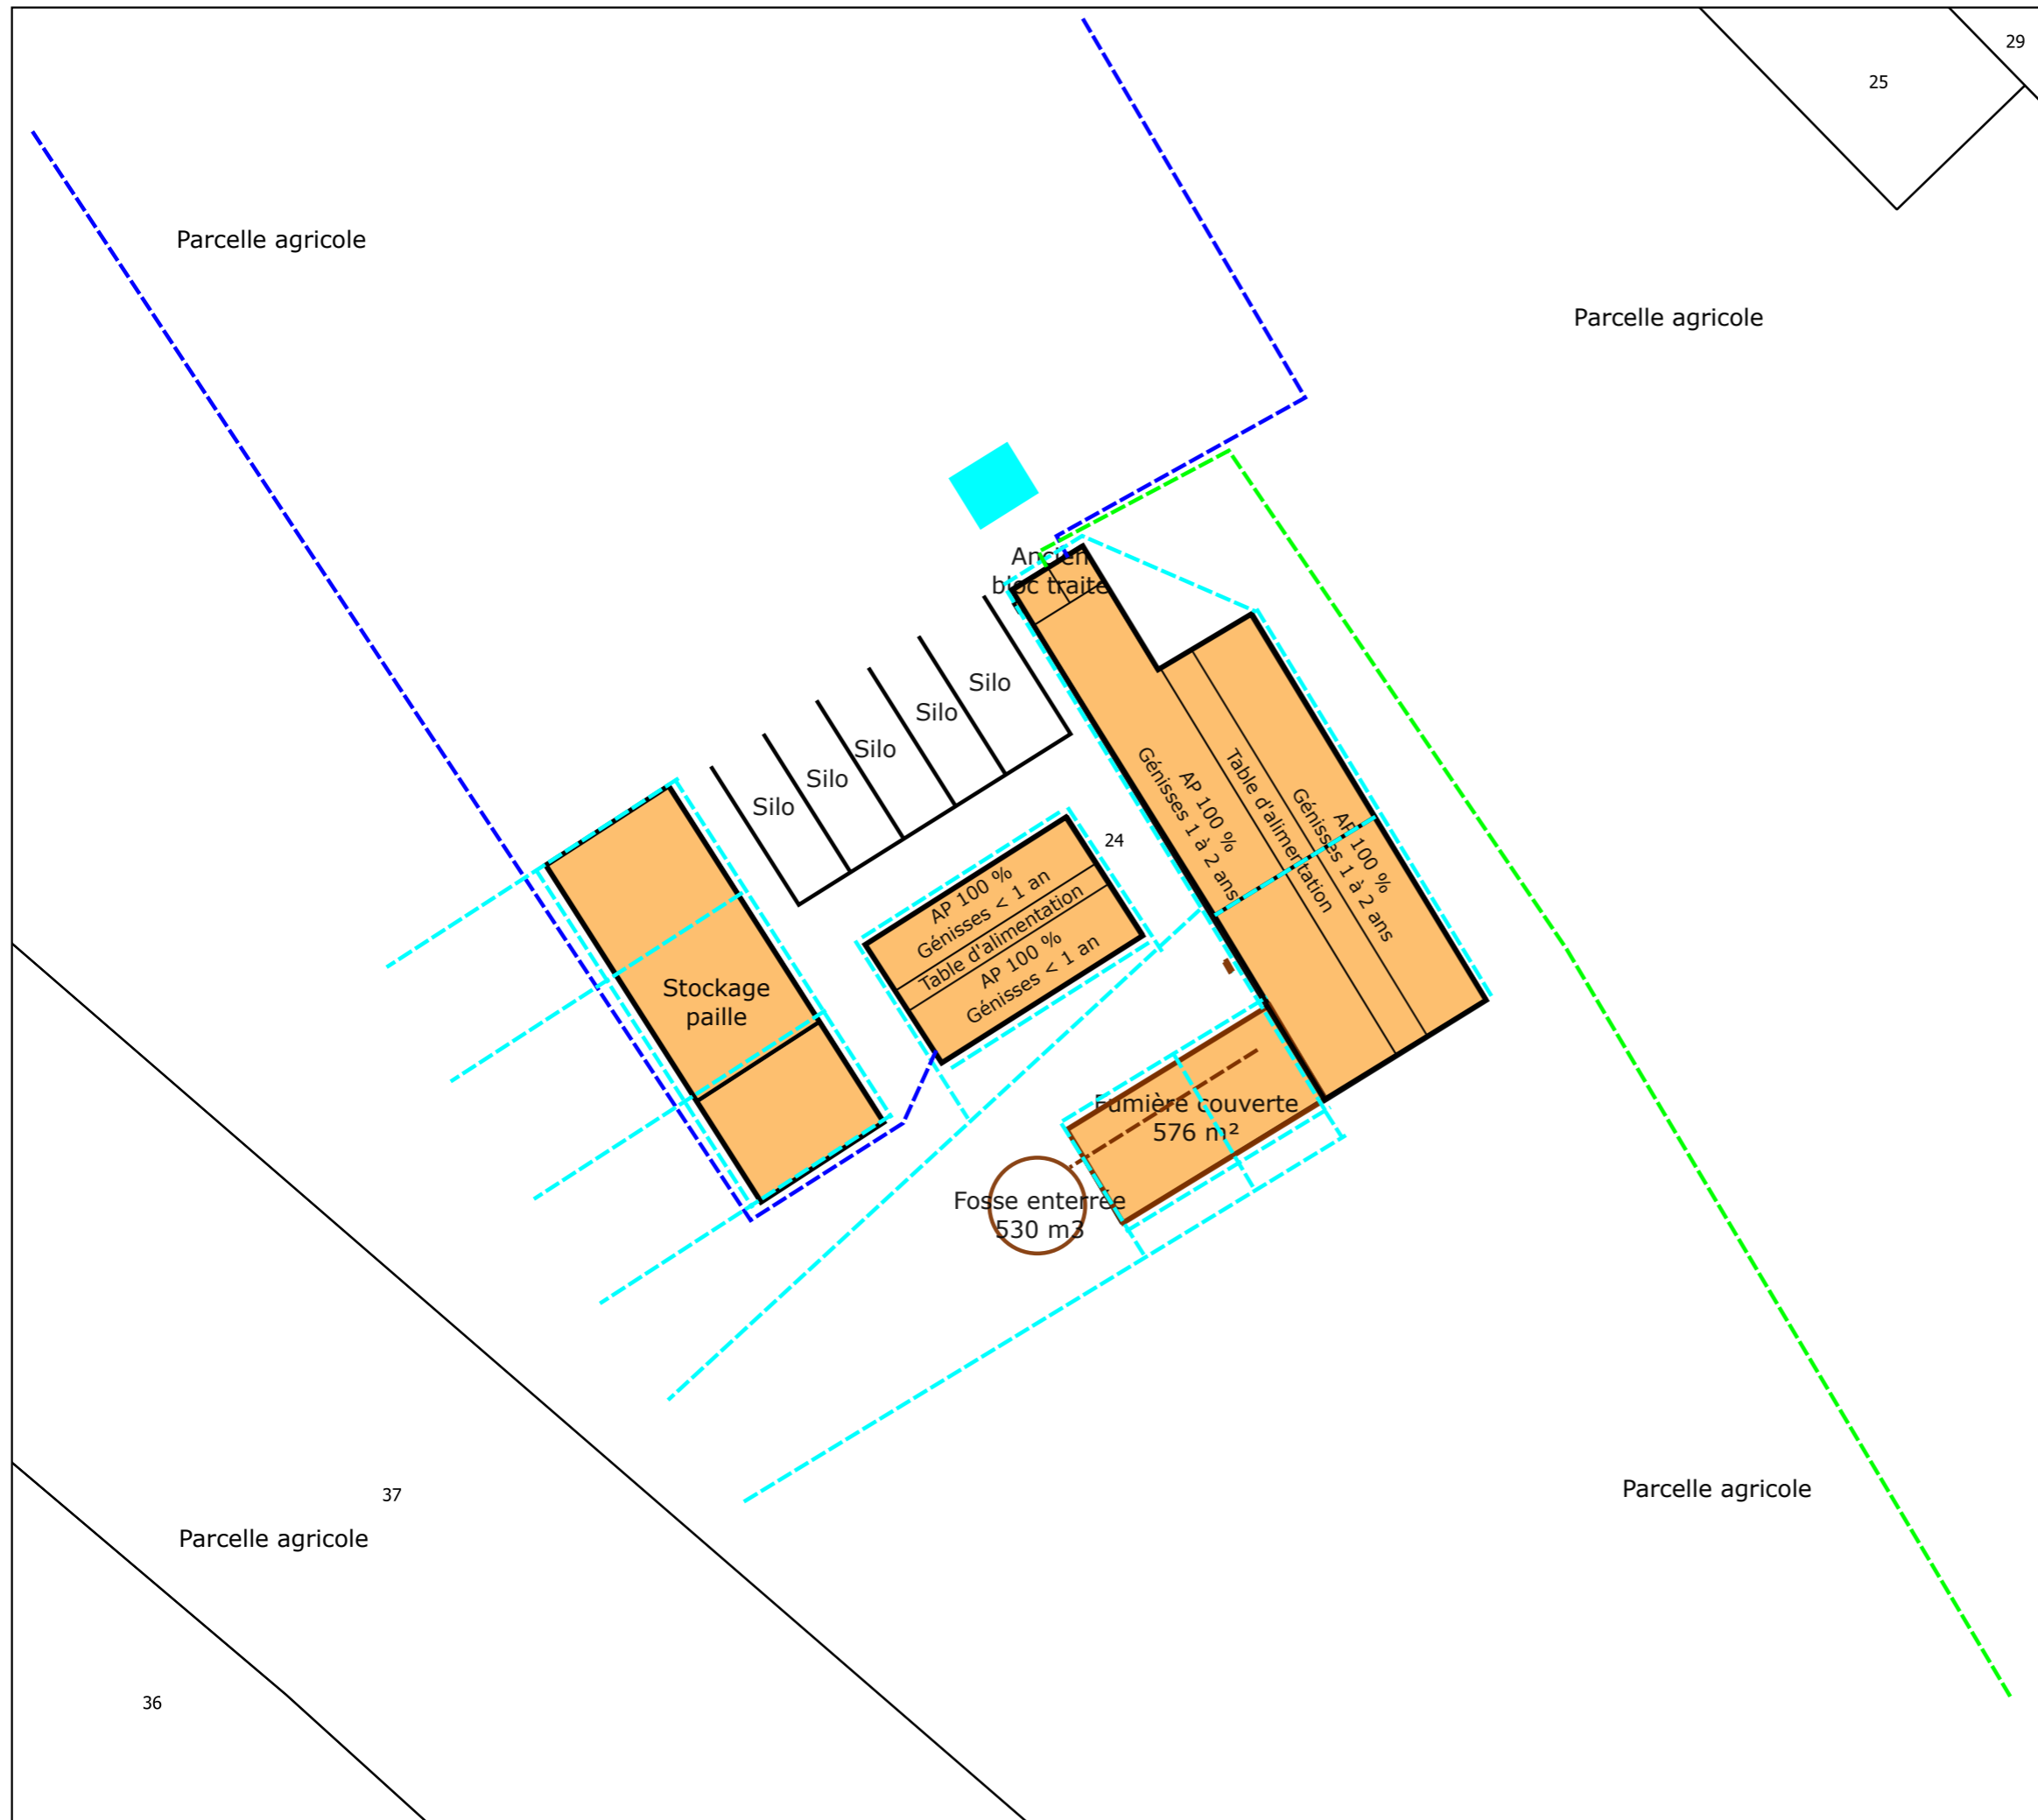 29
25
Parcelle agricole
Parcelle agricole
Ancien
bloc traite
Silo
Silo
Silo
Silo
Silo
24
AP 100 %
Génisses 1 à 2 ans
Table d'alimentation
AP 100 %
Génisses 1 à 2 ans
AP 100 %
Génisses < 1 an
Table d'alimentation
AP 100 %
Génisses < 1 an
Stockage
paille
Fumière couverte
576 m²
Fosse enterrée
530 m3
37
Parcelle agricole
Parcelle agricole
36